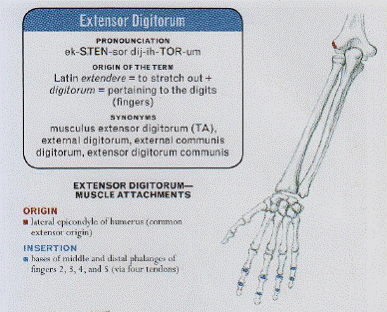 Extensor Digitorum
PRONOUNCIATION
ek-STEN-sor dij-ih-TOR-um
ORIGIN OF THE TERM
Latin extendere = to stretch out +
digitorum = pertaining to the digits
(fingers)
SYNONYMS
musculus extensor digitorum (TA),
external digitorum, external communis
digitorum, extensor digitorum communis
EXTENSOR DIGITORUM—
MUSCLE ATTACHMENTS
ORIGIN
lateral epicondyle of humerus (common
extensor origin)
INSERTION
bases of middle and distal phalanges of
fingers 2, 3, 4, and 5 (via four tendons)